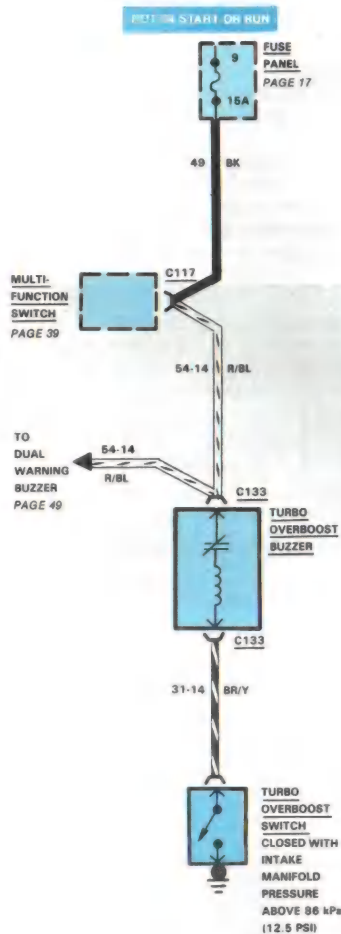 HOT IN START OR RUN
FUSE
PANEL
PAGE 17
9
15A
49 BK
C117
MULTI-
FUNCTION
SWITCH
PAGE 39
54-14 R/BL
TO
DUAL
WARNING
BUZZER
PAGE 49
54-14
R/BL
C133
TURBO
OVERBOOST
BUZZER
C133
31-14 BR/Y
TURBO
OVERBOOST
SWITCH
CLOSED WITH
INTAKE
MANIFOLD
PRESSURE
ABOVE 86 kPa
(12.5 PSI)